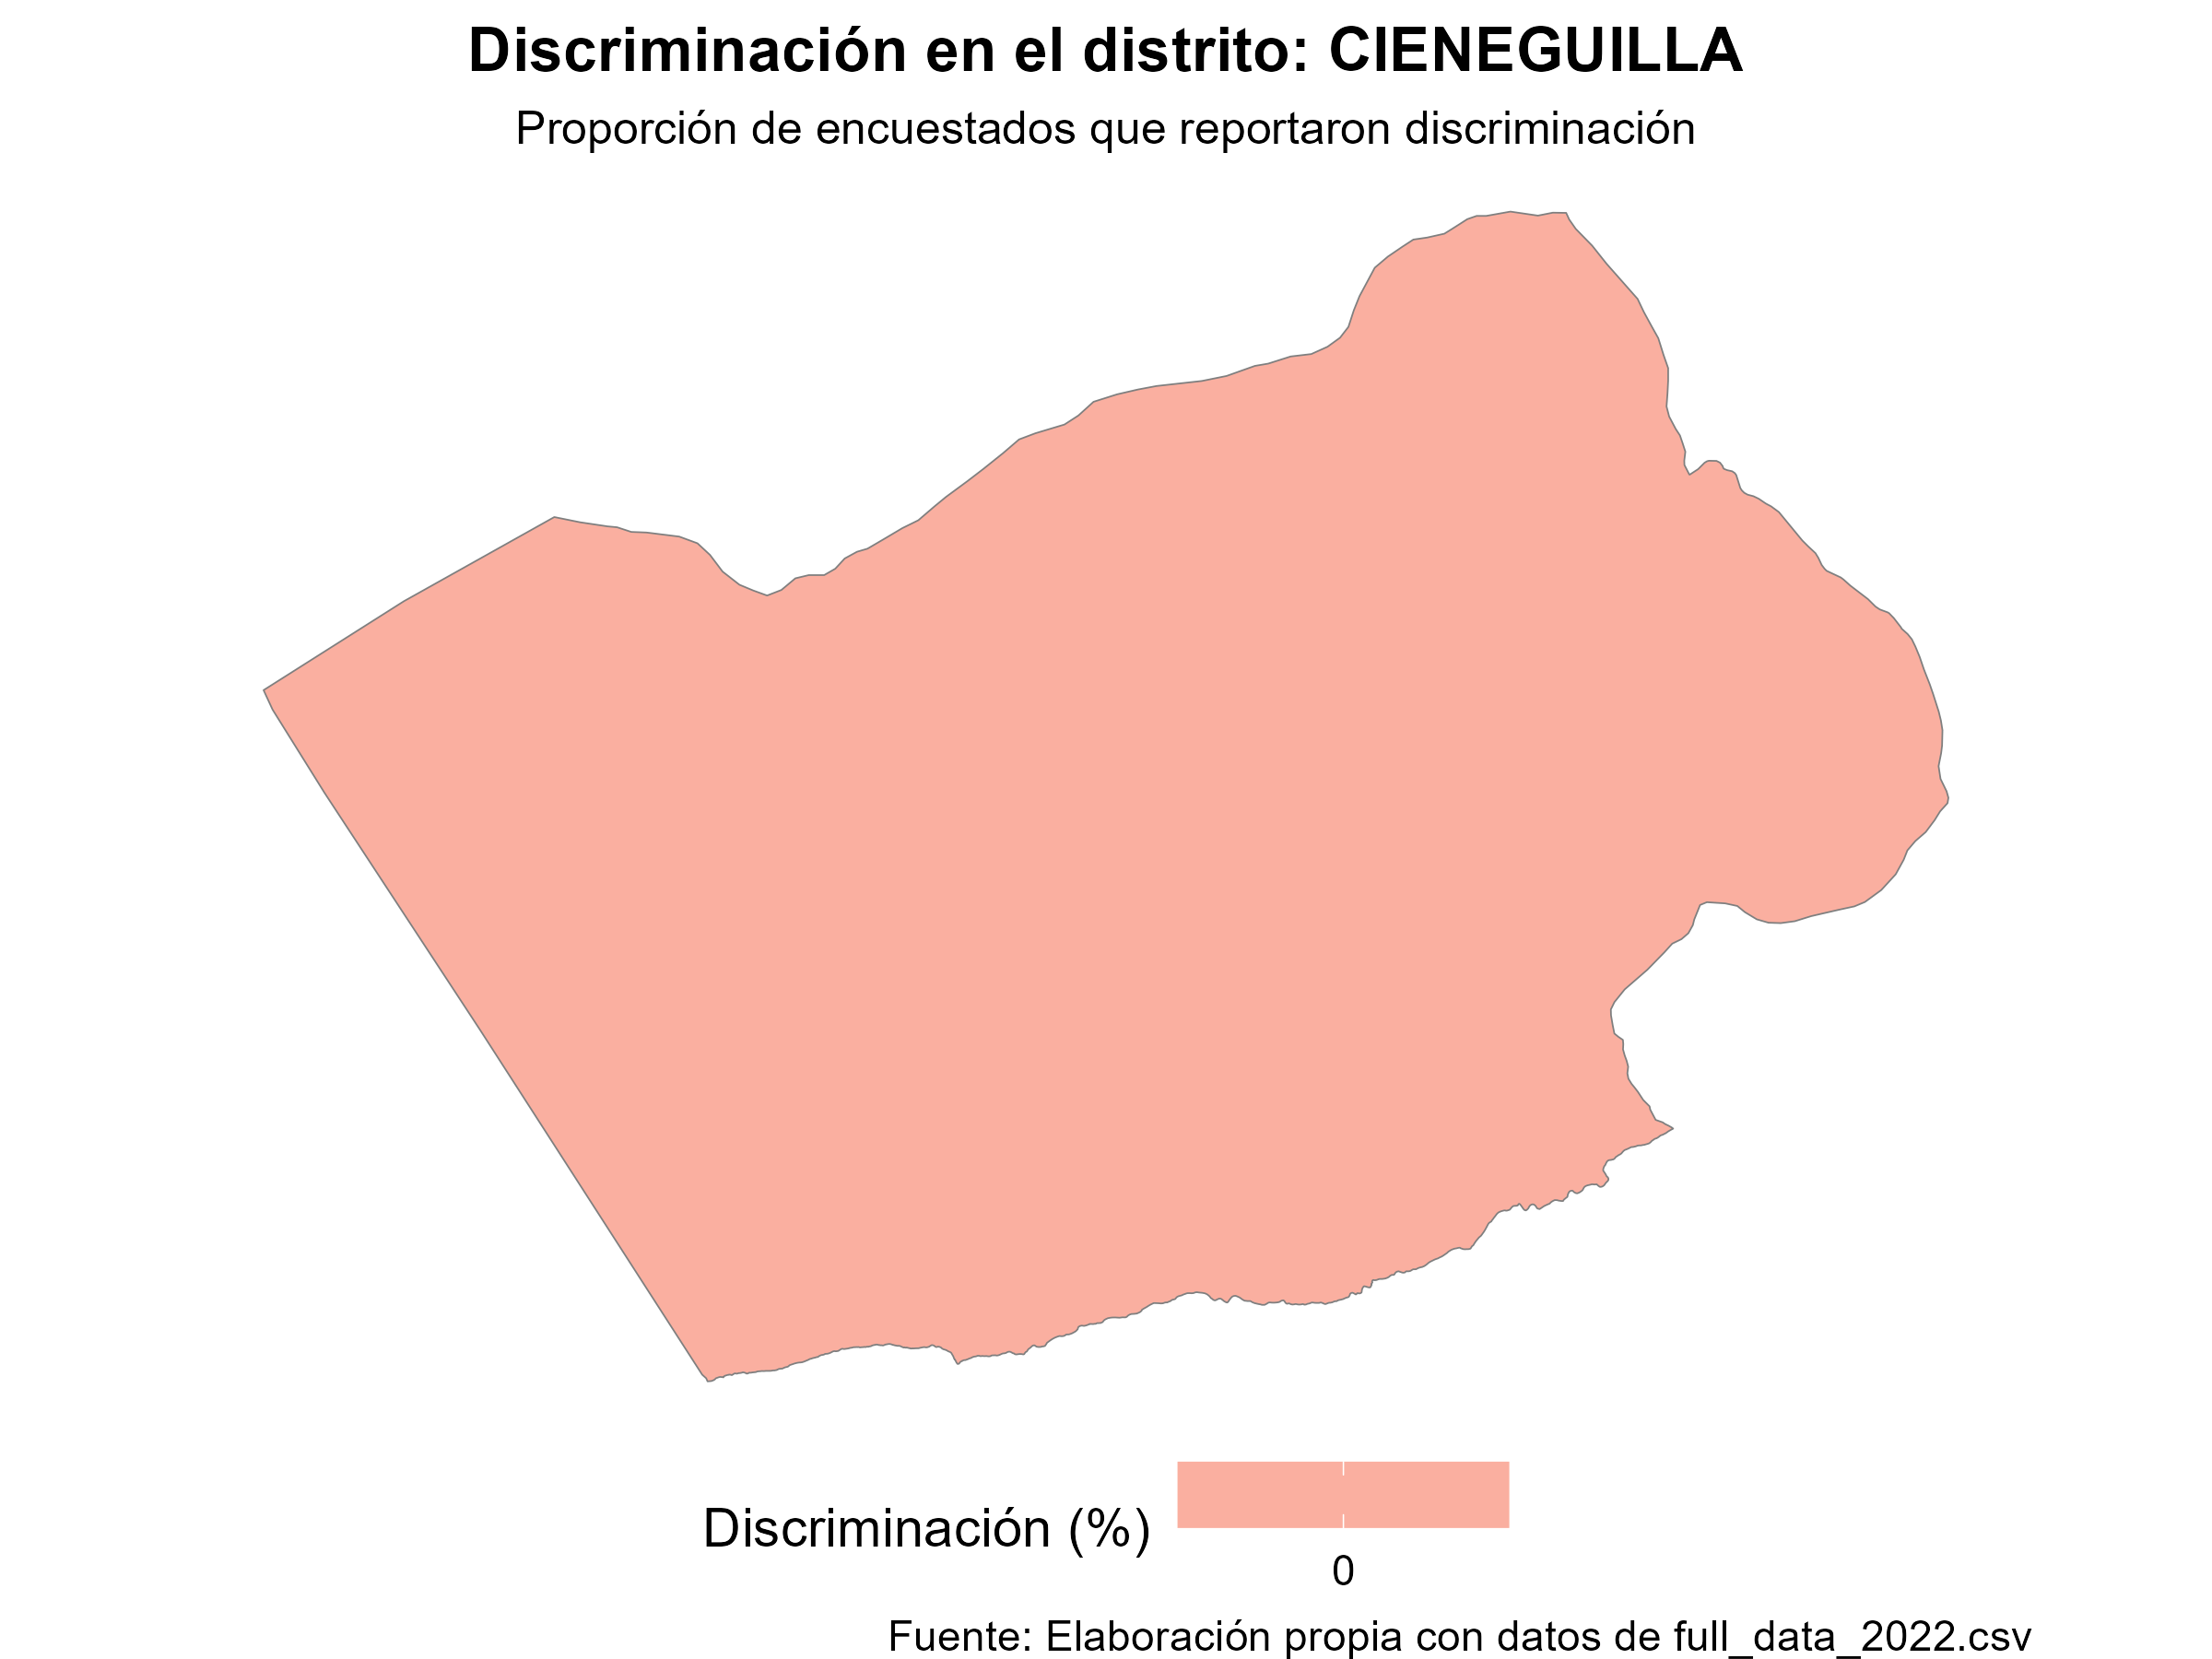 Discriminación en el distrito: CIENEGUILLA
Proporción de encuestados que reportaron discriminación
Discriminación (%)
0
Fuente: Elaboración propia con datos de full_data_2022.csv